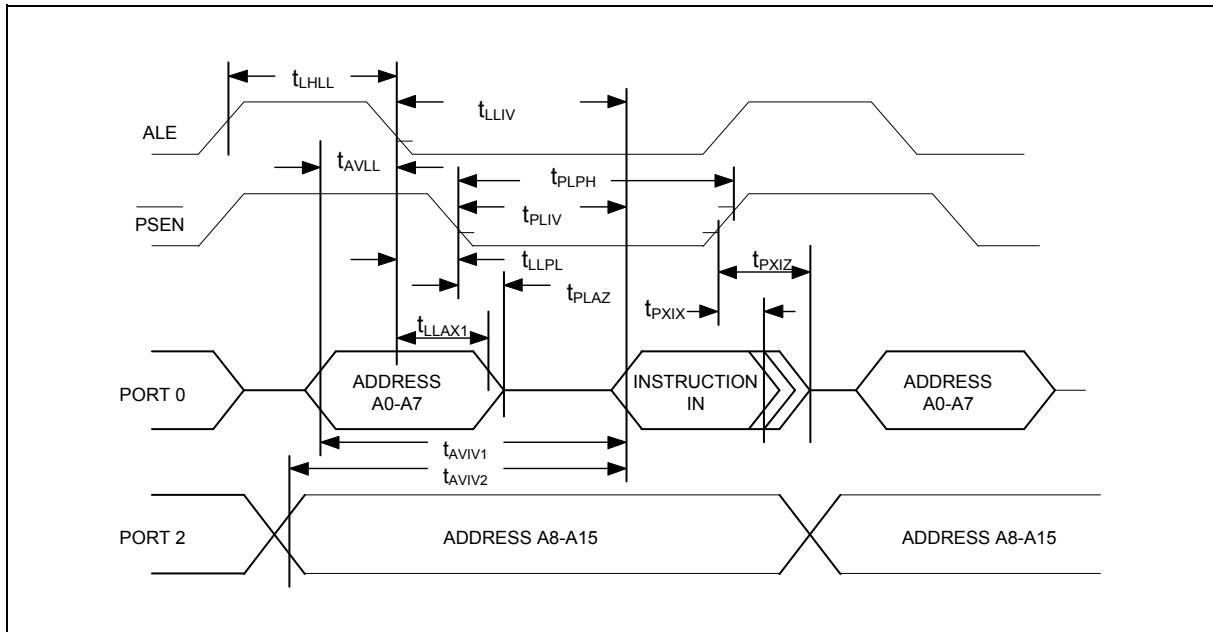 tLHLL
tLLIV
ALE
tAVLL
tPLPH
PSEN
tPLIV
tLLPL
tPXIZ
tPLAZ
tPXIX
tLLAX1
PORT 0
ADDRESS
A0-A7
INSTRUCTION
IN
ADDRESS
A0-A7
tAVIV1
tAVIV2
PORT 2
ADDRESS A8-A15
ADDRESS A8-A15